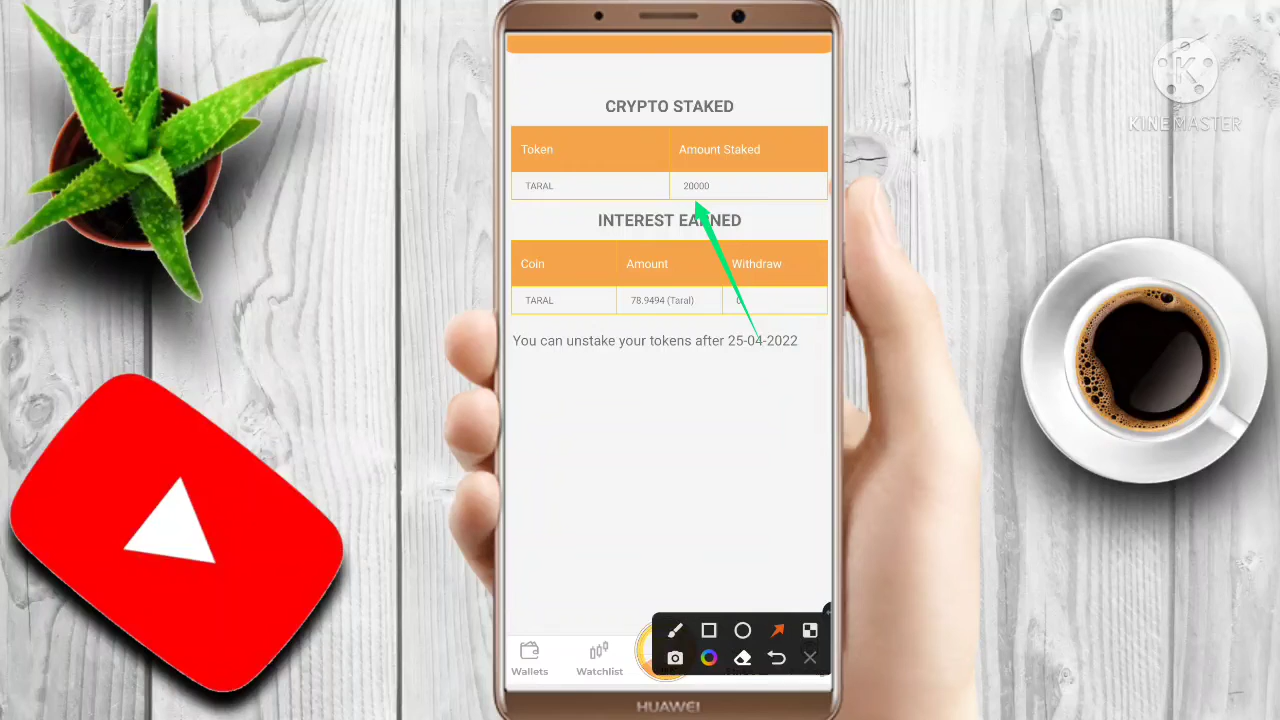 KINEMASTER
CRYPTO STAKED
Token Amount Staked
TARAL 20000
INTEREST EARNED
Coin Amount Withdraw
TARAL 78.9494 (Taral)
You can unstake your tokens after 25-04-2022
Wallets Watchlist
HUAWEI